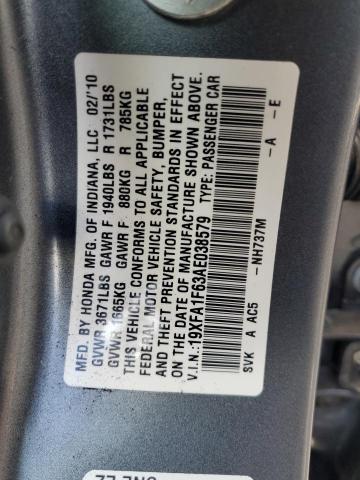 MFD. BY HONDA MFG. OF INDIANA, LLC 02/'10
GVWR 3671LBS GAWR F 1940LBS R 1731LBS
GVWR 1665KG GAWR F 880KG R 785KG
THIS VEHICLE CONFORMS TO ALL APPLICABLE
FEDERAL MOTOR VEHICLE SAFETY, BUMPER,
AND THEFT PREVENTION STANDARDS IN EFFECT
ON THE DATE OF MANUFACTURE SHOWN ABOVE.
V.I.N.:19XFA1F63AE038579 TYPE: PASSENGER CAR
-NH737M -A -E
SVK A AC5